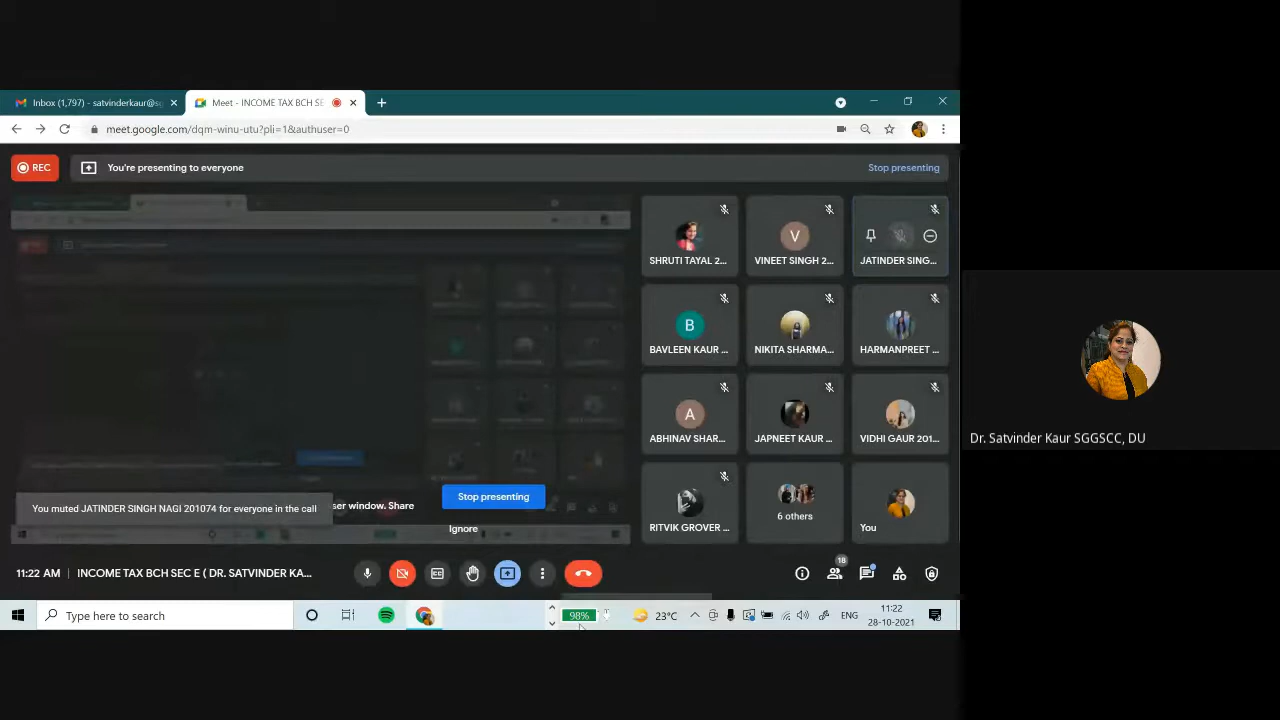 Inbox (1,797) - satvinderkaur@sg
Meet - INCOME TAX BCH SE
meet.google.com/dqm-winu-utu?pli=1&authuser=0
REC
You're presenting to everyone
Stop presenting
SHRUTI TAYAL 2...
VINEET SINGH 2...
JATINDER SING...
B
V
BAVLEEN KAUR ...
NIKITA SHARMA...
HARMANPREET ...
A
ABHINAV SHAR...
JAPNEET KAUR ...
VIDHI GAUR 201...
Dr. Satvinder Kaur SGGSCC, DU
RITVIK GROVER ...
6 others
You
You muted JATINDER SINGH NAGI 201074 for everyone in the call
ser window. Share
Stop presenting
Ignore
11:22 AM | INCOME TAX BCH SEC E ( DR. SATVINDER KA...
18
Type here to search
98%
23°C
ENG
11:22
28-10-2021